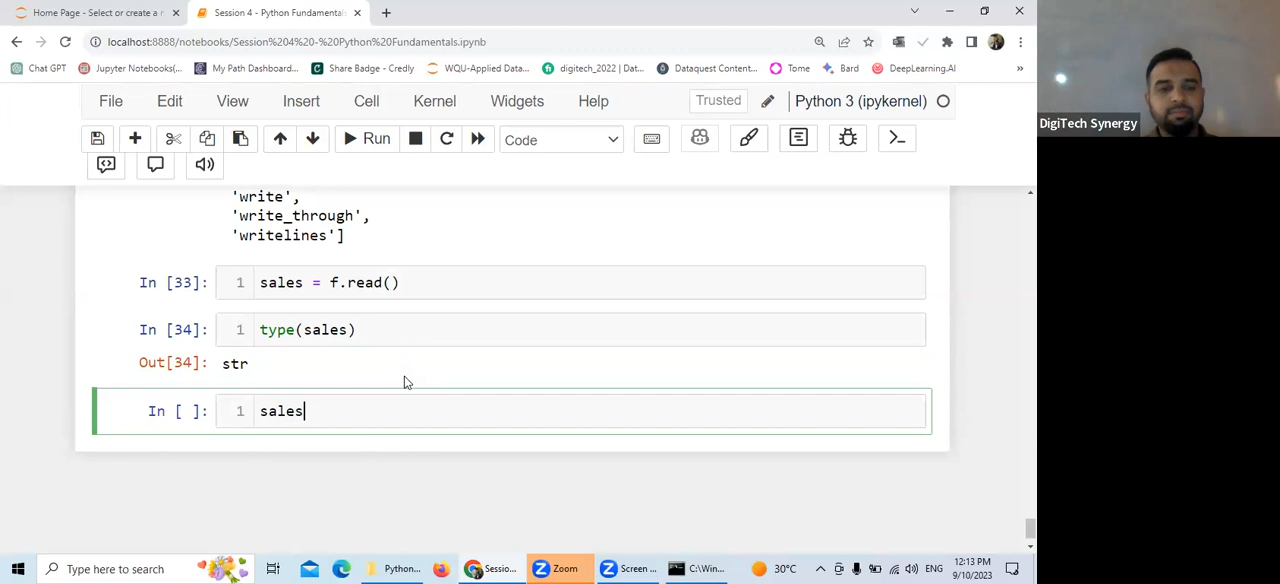 Home Page - Select or create a n
Session 4 - Python Fundamentals
localhost:8888/notebooks/Session%204%20-%20Python%20Fundamentals.ipynb
Chat GPT
Jupyter Notebooks(...
My Path Dashboard...
Share Badge - Credly
WQU-Applied Data...
digitech_2022 | Dat...
Dataquest Content...
Tome
Bard
DeepLearning.AI
»
File
Edit
View
Insert
Cell
Kernel
Widgets
Help
Trusted
Python 3 (ipykernel)
Run
Code
DigiTech Synergy
'write',
'write_through',
'writelines']
In [33]: 1 sales = f.read()
In [34]: 1 type(sales)
Out[34]: str
In [ ]: 1 sales
Type here to search
Python...
Sessio...
Zoom
Screen ...
C:\Win...
30°C
ENG
12:13 PM
9/10/2023